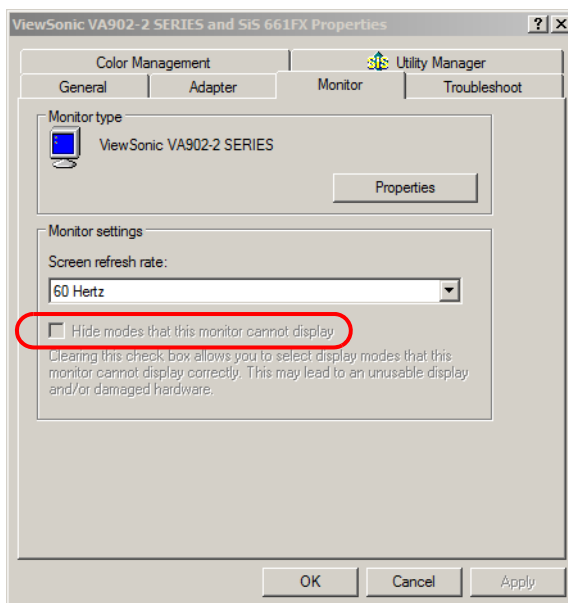 ViewSonic VA902-2 SERIES and SiS 661FX Properties
Color Management
SiS Utility Manager
General
Adapter
Monitor
Troubleshoot
Monitor type
ViewSonic VA902-2 SERIES
Properties
Monitor settings
Screen refresh rate:
60 Hertz
Hide modes that this monitor cannot display
Clearing this check box allows you to select display modes that this
monitor cannot display correctly. This may lead to an unusable display
and/or damaged hardware.
OK
Cancel
Apply